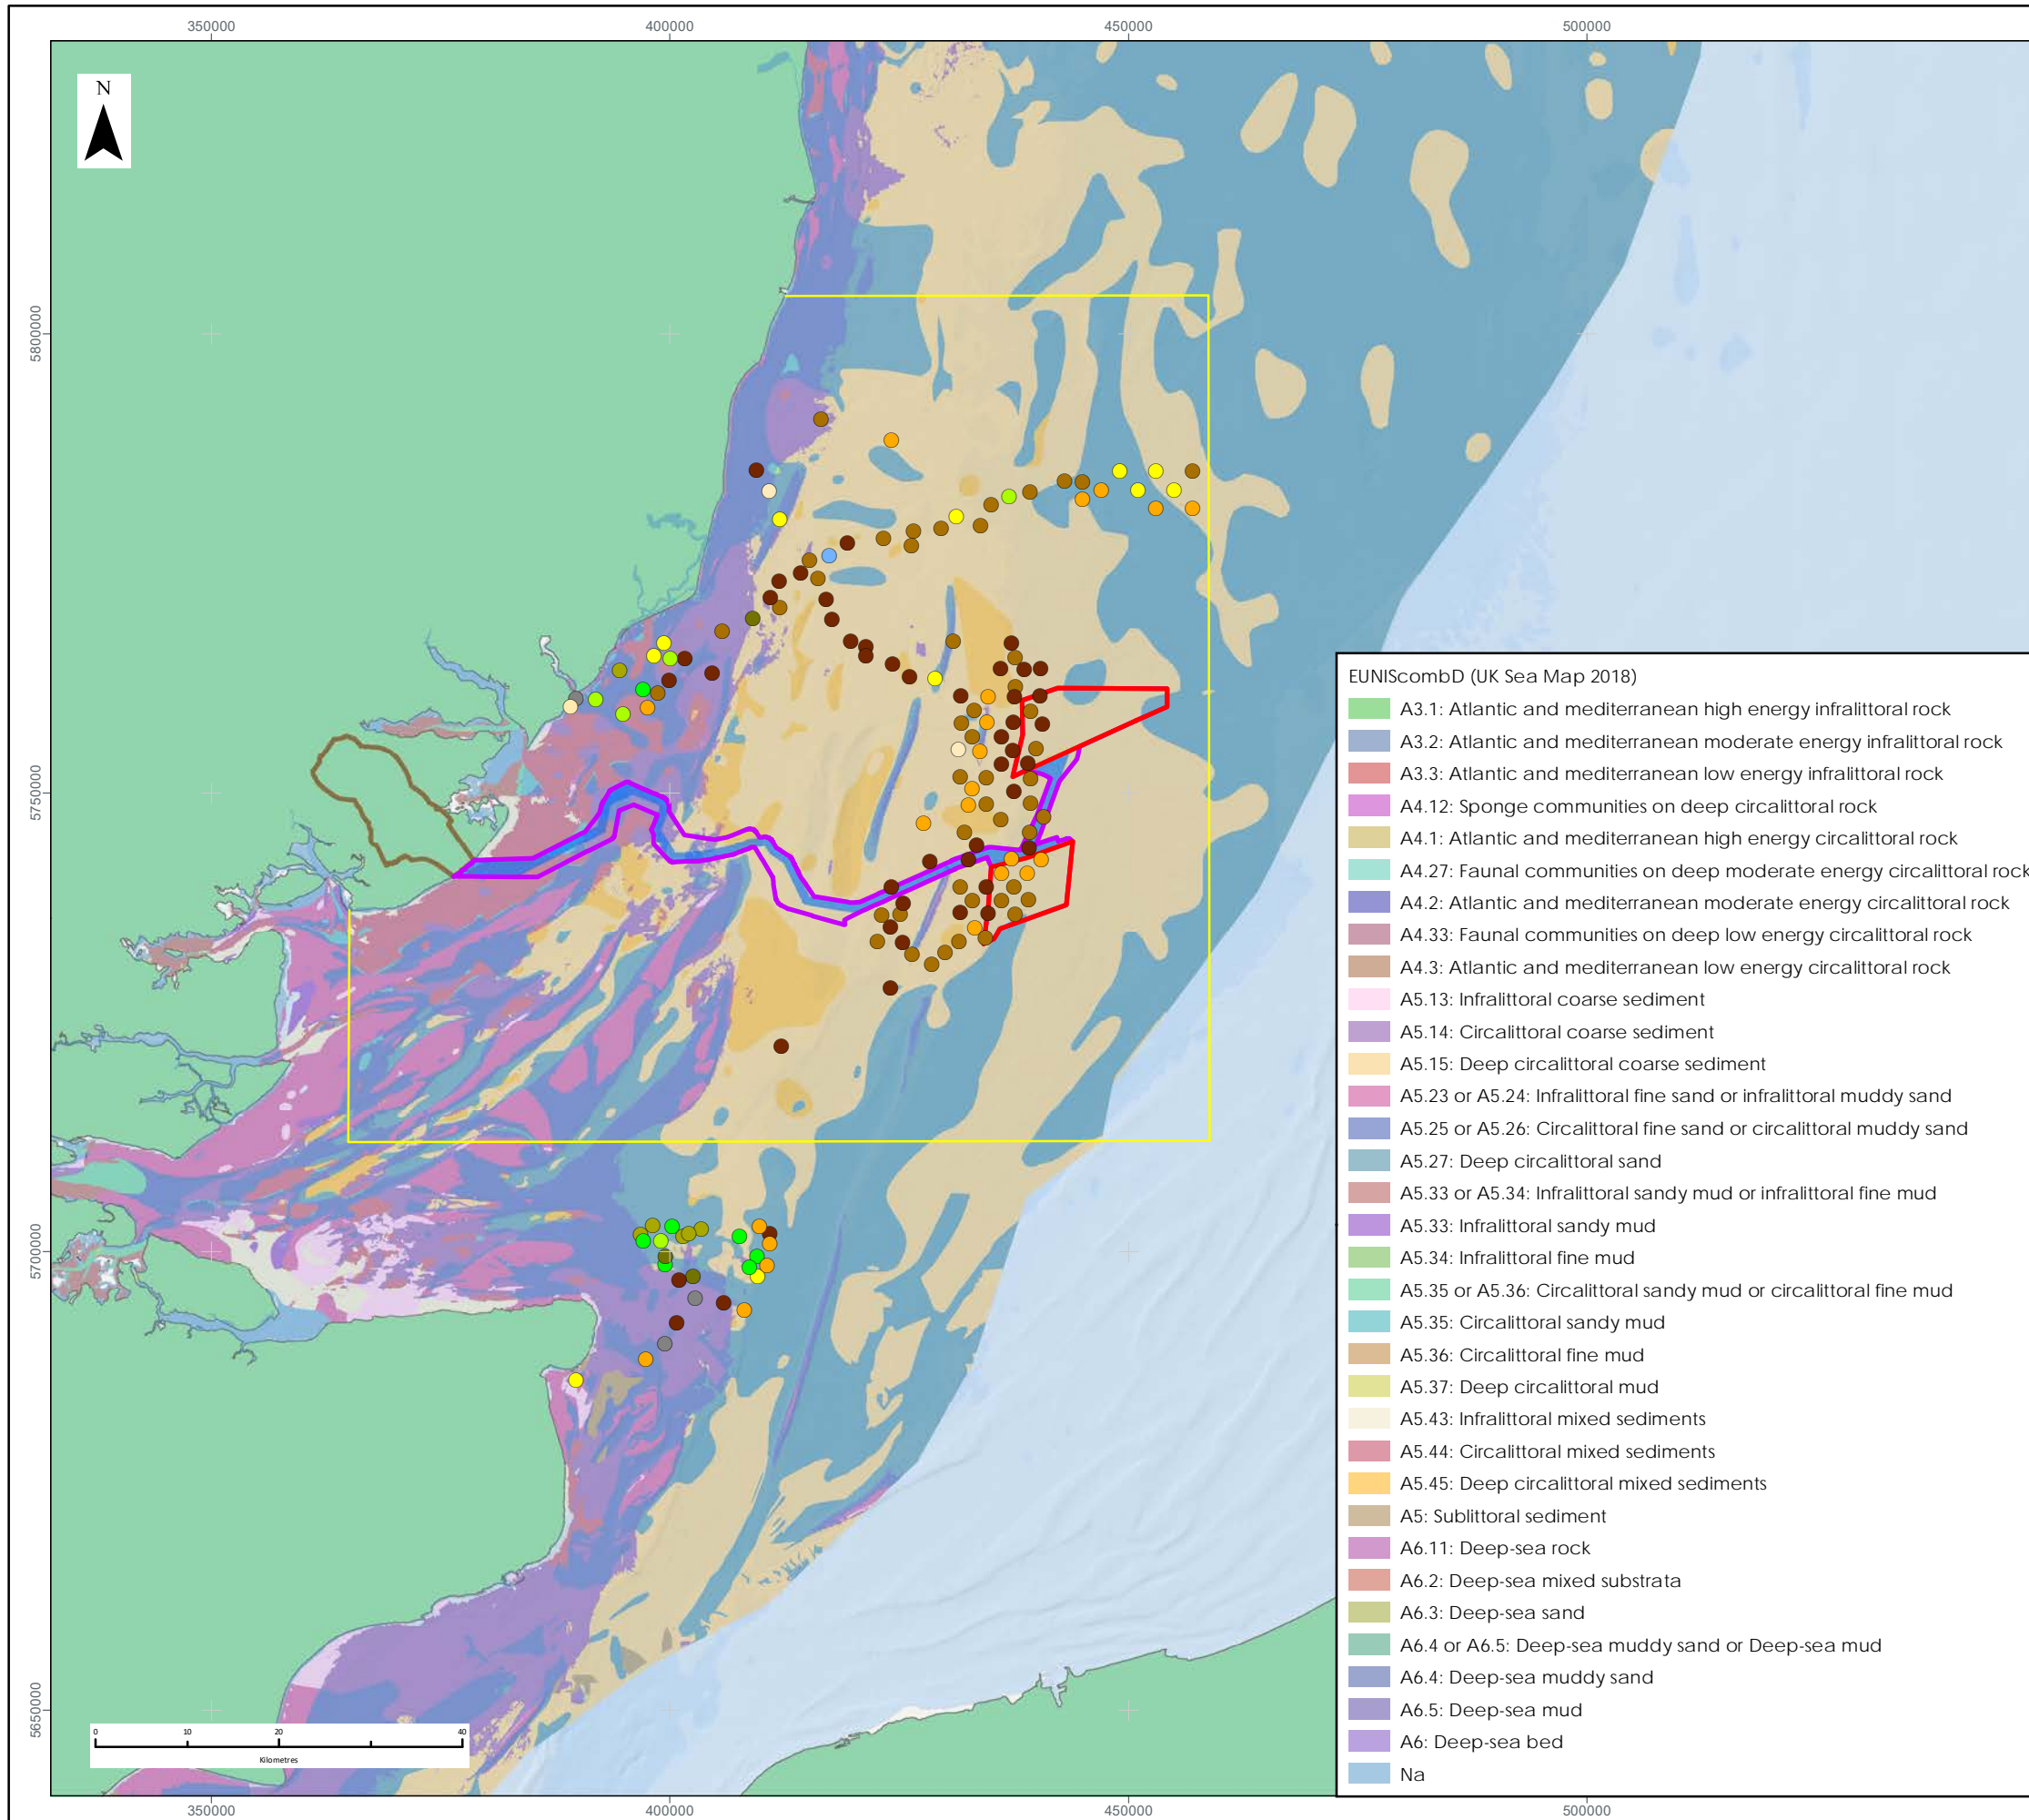 350000
400000
450000
500000
N
5800000
5750000
5700000
5650000
EUNIScombD (UK Sea Map 2018)
A3.1: Atlantic and mediterranean high energy infralittoral rock
A3.2: Atlantic and mediterranean moderate energy infralittoral rock
A3.3: Atlantic and mediterranean low energy infralittoral rock
A4.12: Sponge communities on deep circalittoral rock
A4.1: Atlantic and mediterranean high energy circalittoral rock
A4.27: Faunal communities on deep moderate energy circalittoral rock
A4.2: Atlantic and mediterranean moderate energy circalittoral rock
A4.33: Faunal communities on deep low energy circalittoral rock
A4.3: Atlantic and mediterranean low energy circalittoral rock
A5.13: Infralittoral coarse sediment
A5.14: Circalittoral coarse sediment
A5.15: Deep circalittoral coarse sediment
A5.23 or A5.24: Infralittoral fine sand or infralittoral muddy sand
A5.25 or A5.26: Circalittoral fine sand or circalittoral muddy sand
A5.27: Deep circalittoral sand
A5.33 or A5.34: Infralittoral sandy mud or infralittoral fine mud
A5.33: Infralittoral sandy mud
A5.34: Infralittoral fine mud
A5.35 or A5.36: Circalittoral sandy mud or circalittoral fine mud
A5.35: Circalittoral sandy mud
A5.36: Circalittoral fine mud
A5.37: Deep circalittoral mud
A5.43: Infralittoral mixed sediments
A5.44: Circalittoral mixed sediments
A5.45: Deep circalittoral mixed sediments
A5: Sublittoral sediment
A6.11: Deep-sea rock
A6.2: Deep-sea mixed substrata
A6.3: Deep-sea sand
A6.4 or A6.5: Deep-sea muddy sand or Deep-sea mud
A6.4: Deep-sea muddy sand
A6.5: Deep-sea mud
A6: Deep-sea bed
Na
0 10 20 40
Kilometres
350000
400000
450000
500000